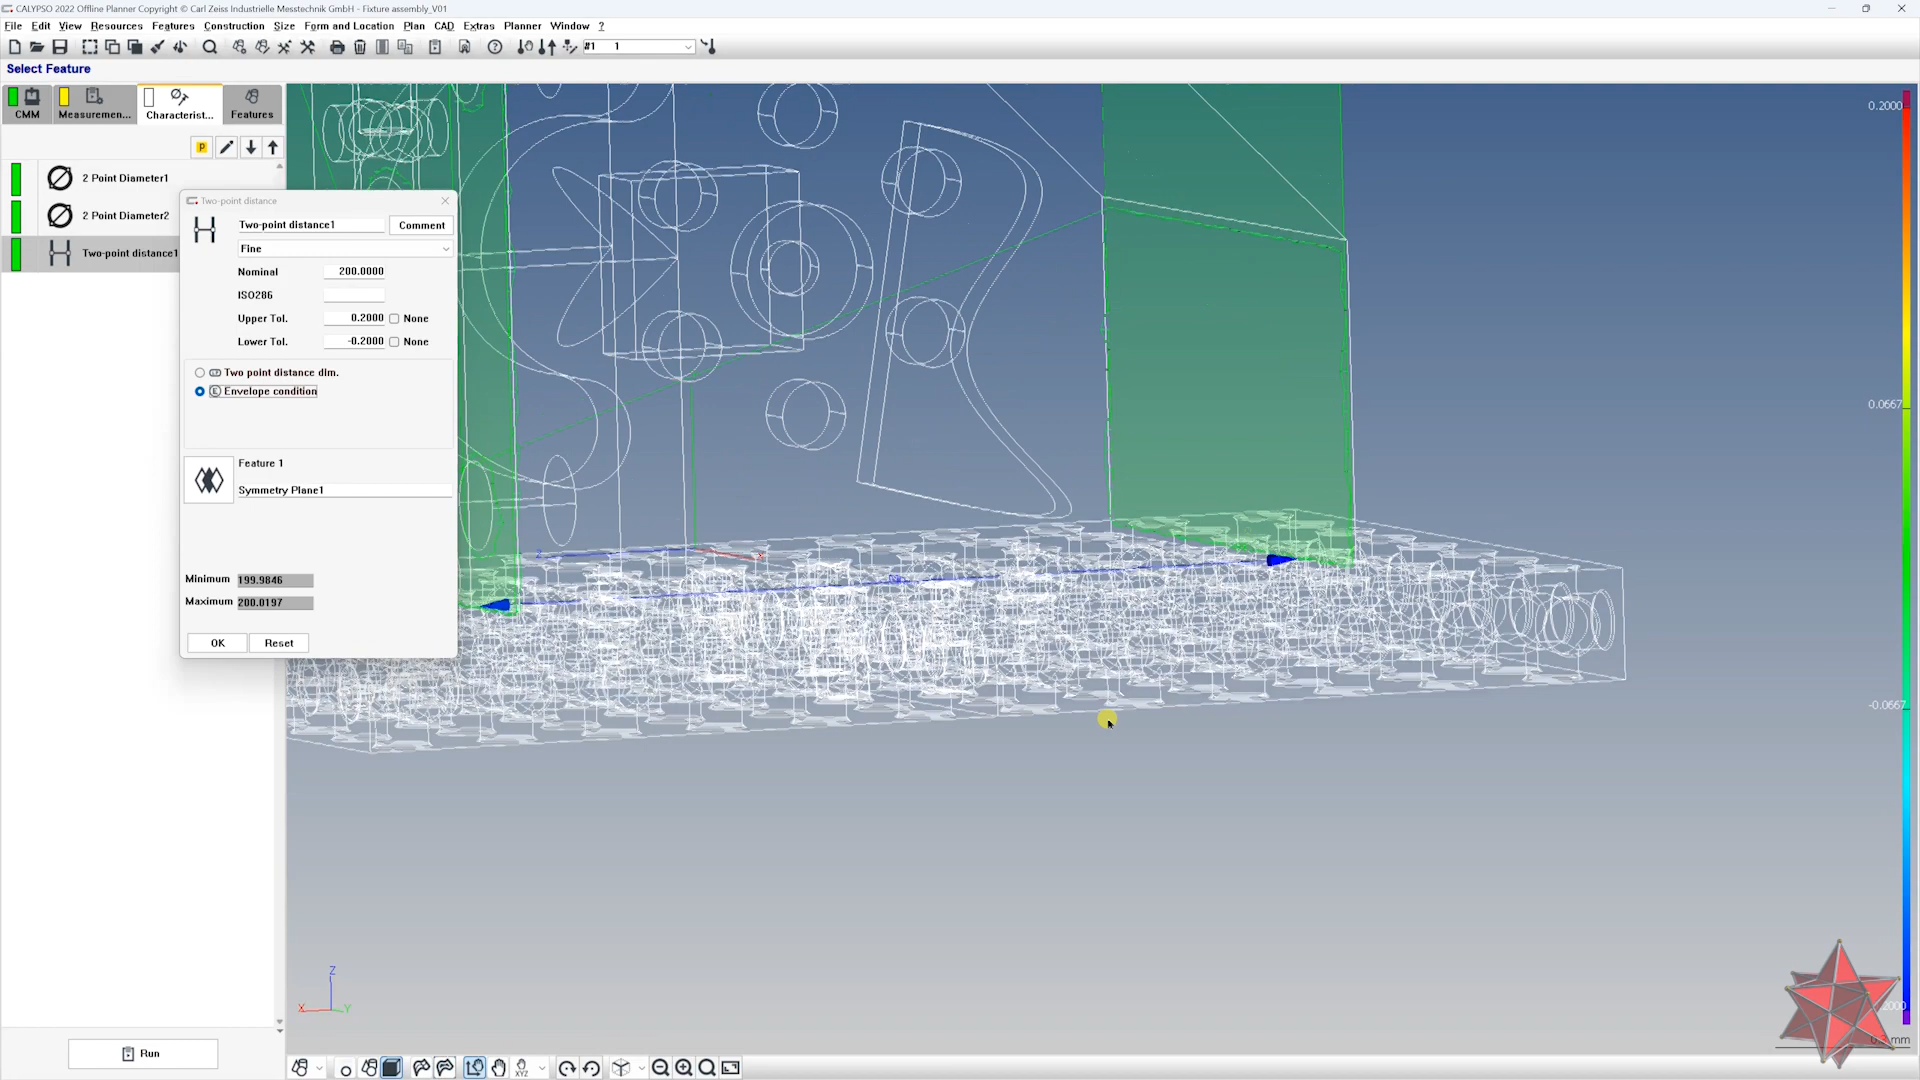 CALYPSO 2022 Offline Planner Copyright © Carl Zeiss Industrielle Messtechnik GmbH - Fixture assembly_V01
File Edit View Resources Features Construction Size Form and Location Plan CAD Extras Planner Window ?
#1 1
Select Feature
CMM Measuremen... Characterist... Features
P
2 Point Diameter1
2 Point Diameter2
Two-point distance1
Two-point distance
Two-point distance1 Comment
Fine
Nominal 200.0000
ISO286
Upper Tol. 0.2000 None
Lower Tol. -0.2000 None
Two point distance dim.
Envelope condition
Feature 1
Symmetry Plane1
Minimum 199.9846
Maximum 200.0197
OK Reset
Run
0.2000
0.0667
-0.0667
mm
Z
X
Z
X Y
XYZ